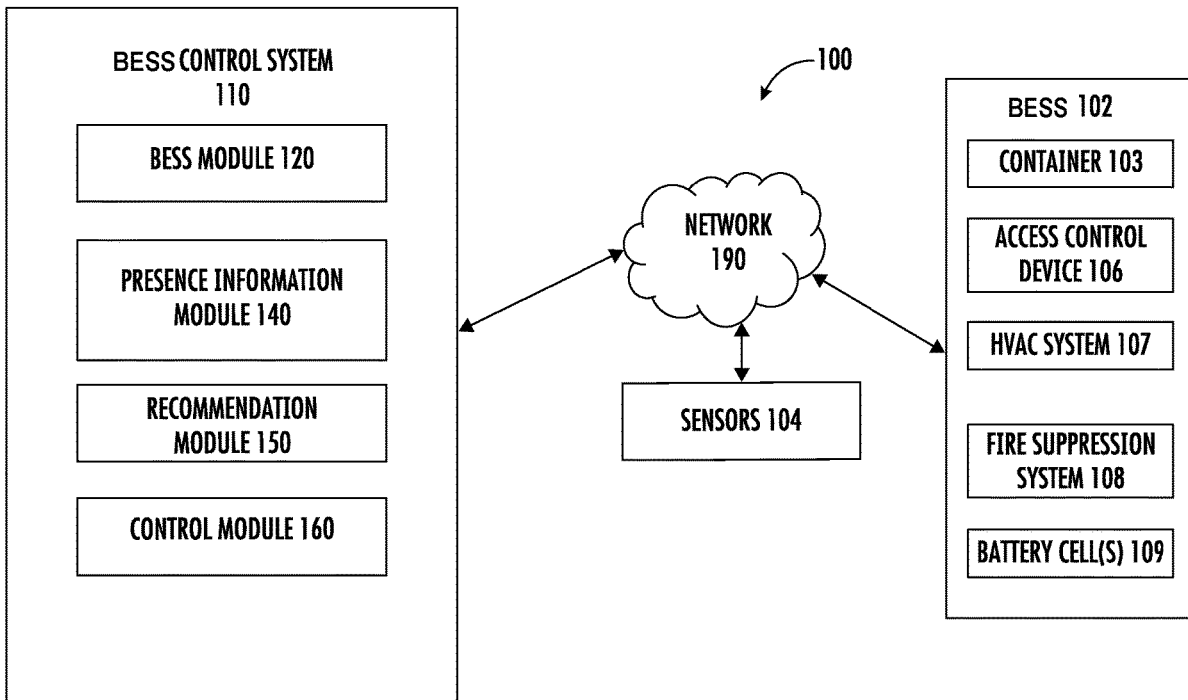 BESS CONTROL SYSTEM
110
BESS MODULE 120
PRESENCE INFORMATION
MODULE 140
RECOMMENDATION
MODULE 150
CONTROL MODULE 160
100
NETWORK
190
SENSORS 104
BESS 102
CONTAINER 103
ACCESS CONTROL
DEVICE 106
HVAC SYSTEM 107
FIRE SUPPRESSION
SYSTEM 108
BATTERY CELL(S) 109